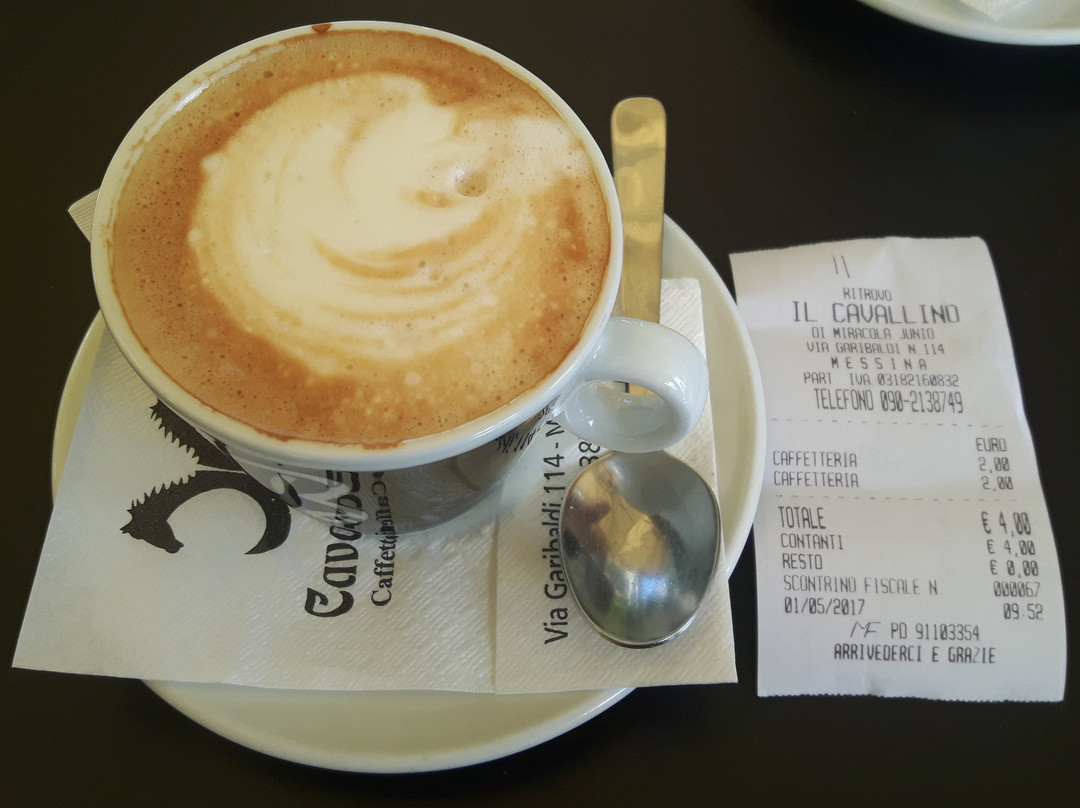 RITROVO
IL CAVALLINO
DI MIRACOLA JUNIO
VIA GARIBALDI N 114
MESSINA
PART IVA 03182160832
TELEFONO 090-2138749
EURO
CAFFETTERIA 2,00
CAFFETTERIA 2,00
TOTALE € 4,00
CONTANTI € 4,00
RESTO € 0,00
SCONTRINO FISCALE N 000067
01/05/2017 09:52
MF PD 91103354
ARRIVEDERCI E GRAZIE
Via Garibaldi, 114 - M
38